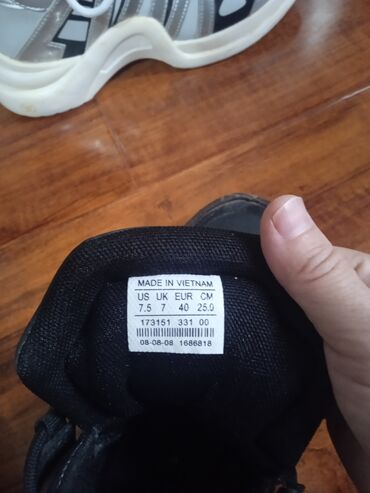 MADE IN VIETNAM
US UK EUR CM
7.5 7 40 25.0
173151 331 00
08-08-08 1686818